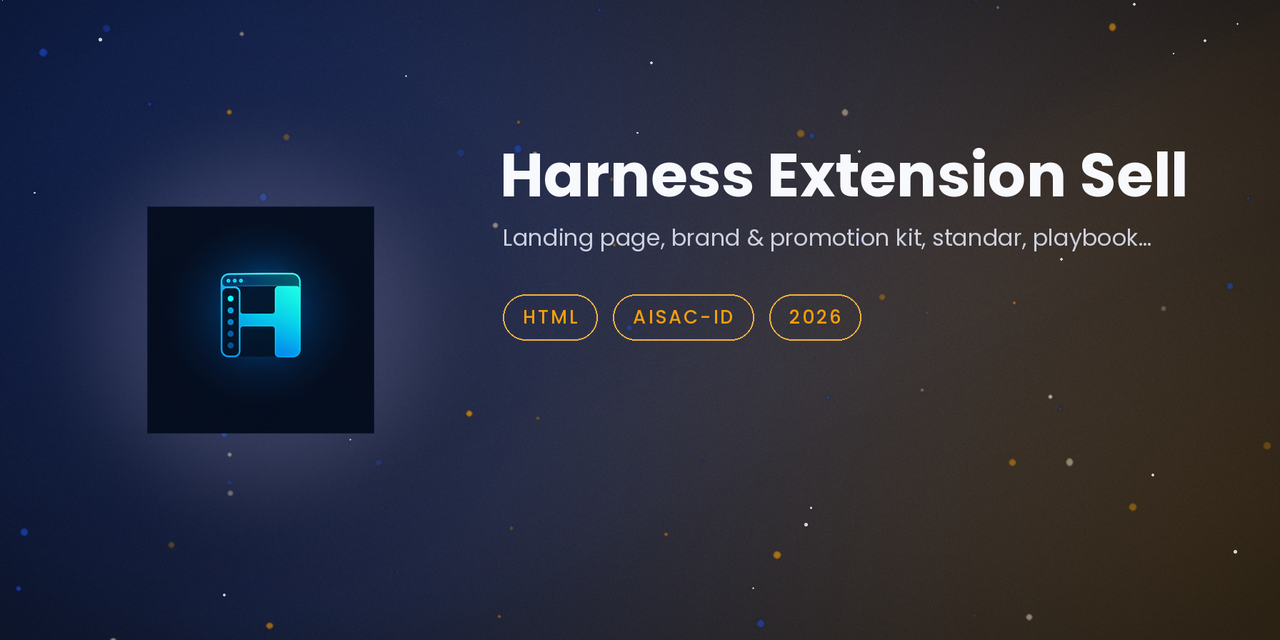 Harness Extension Sell
Landing page, brand & promotion kit, standar, playbook…
HTML AISAC-ID 2026